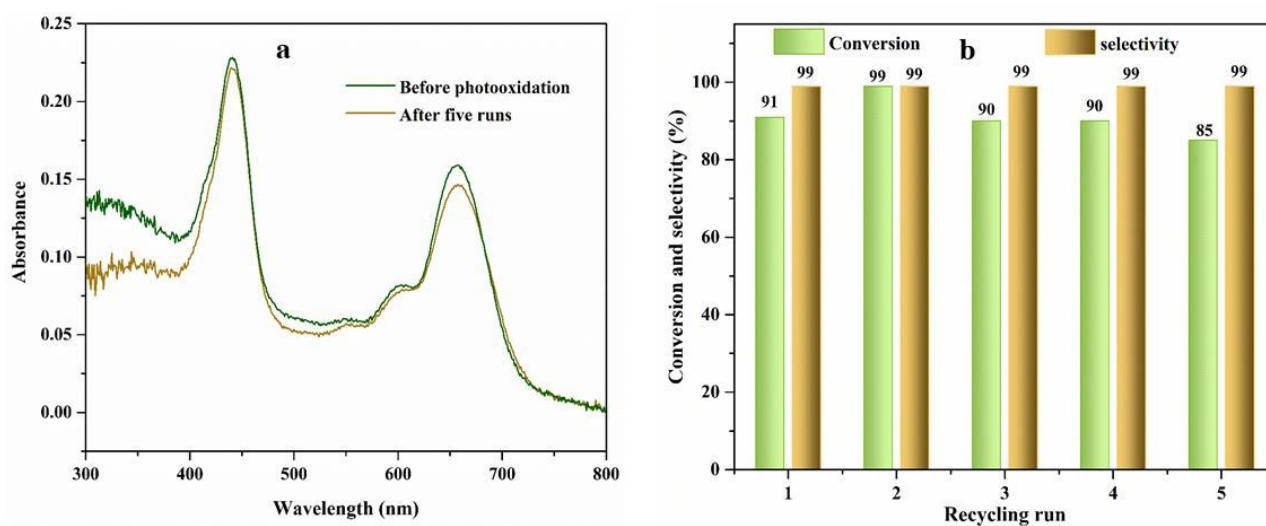 a
Before photooxidation
After five runs
Absorbance
0.25
0.20
0.15
0.10
0.05
0.00
300 400 500 600 700 800
Wavelength (nm)
b
Conversion selectivity
Conversion and selectivity (%)
100
80
60
40
20
0
91 99 99 99 90 99 90 99 85 99
1 2 3 4 5
Recycling run